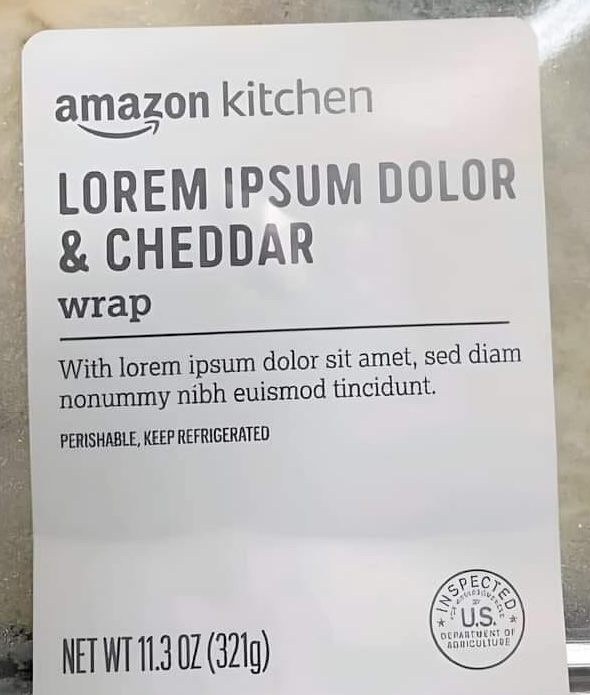 amazon kitchen
LOREM IPSUM DOLOR
& CHEDDAR
wrap
With lorem ipsum dolor sit amet, sed diam
nonummy nibh euismod tincidunt.
PERISHABLE, KEEP REFRIGERATED
NET WT 11.3 OZ (321g)
INSPECTED
U.S.
DEPARTMENT OF
AGRICULTURE